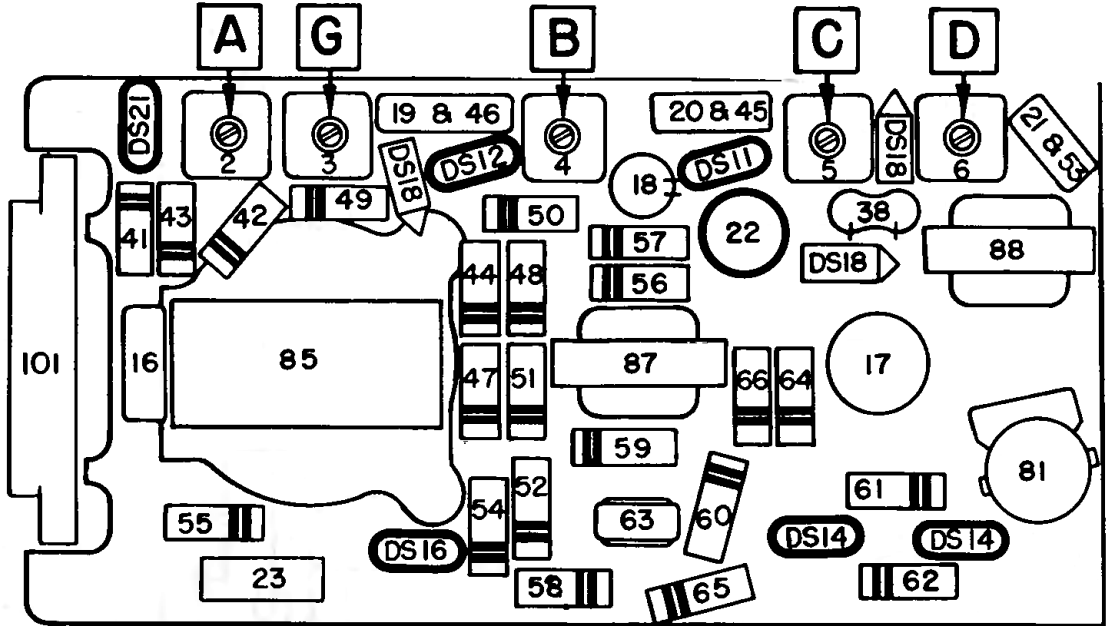 A G B C D
DS21 2 3 19 & 46 DS18 DS12 4 20 & 45 DS11 5 DS18 6 21 & 53
41 43 42 49 50 18 38
57 22 DS18 88
44 48 56
101 16 85 47 51 87 66 64 17
59
54 52 63 60 61 81
55 DS16 DS14 DS14
23 58 65 62